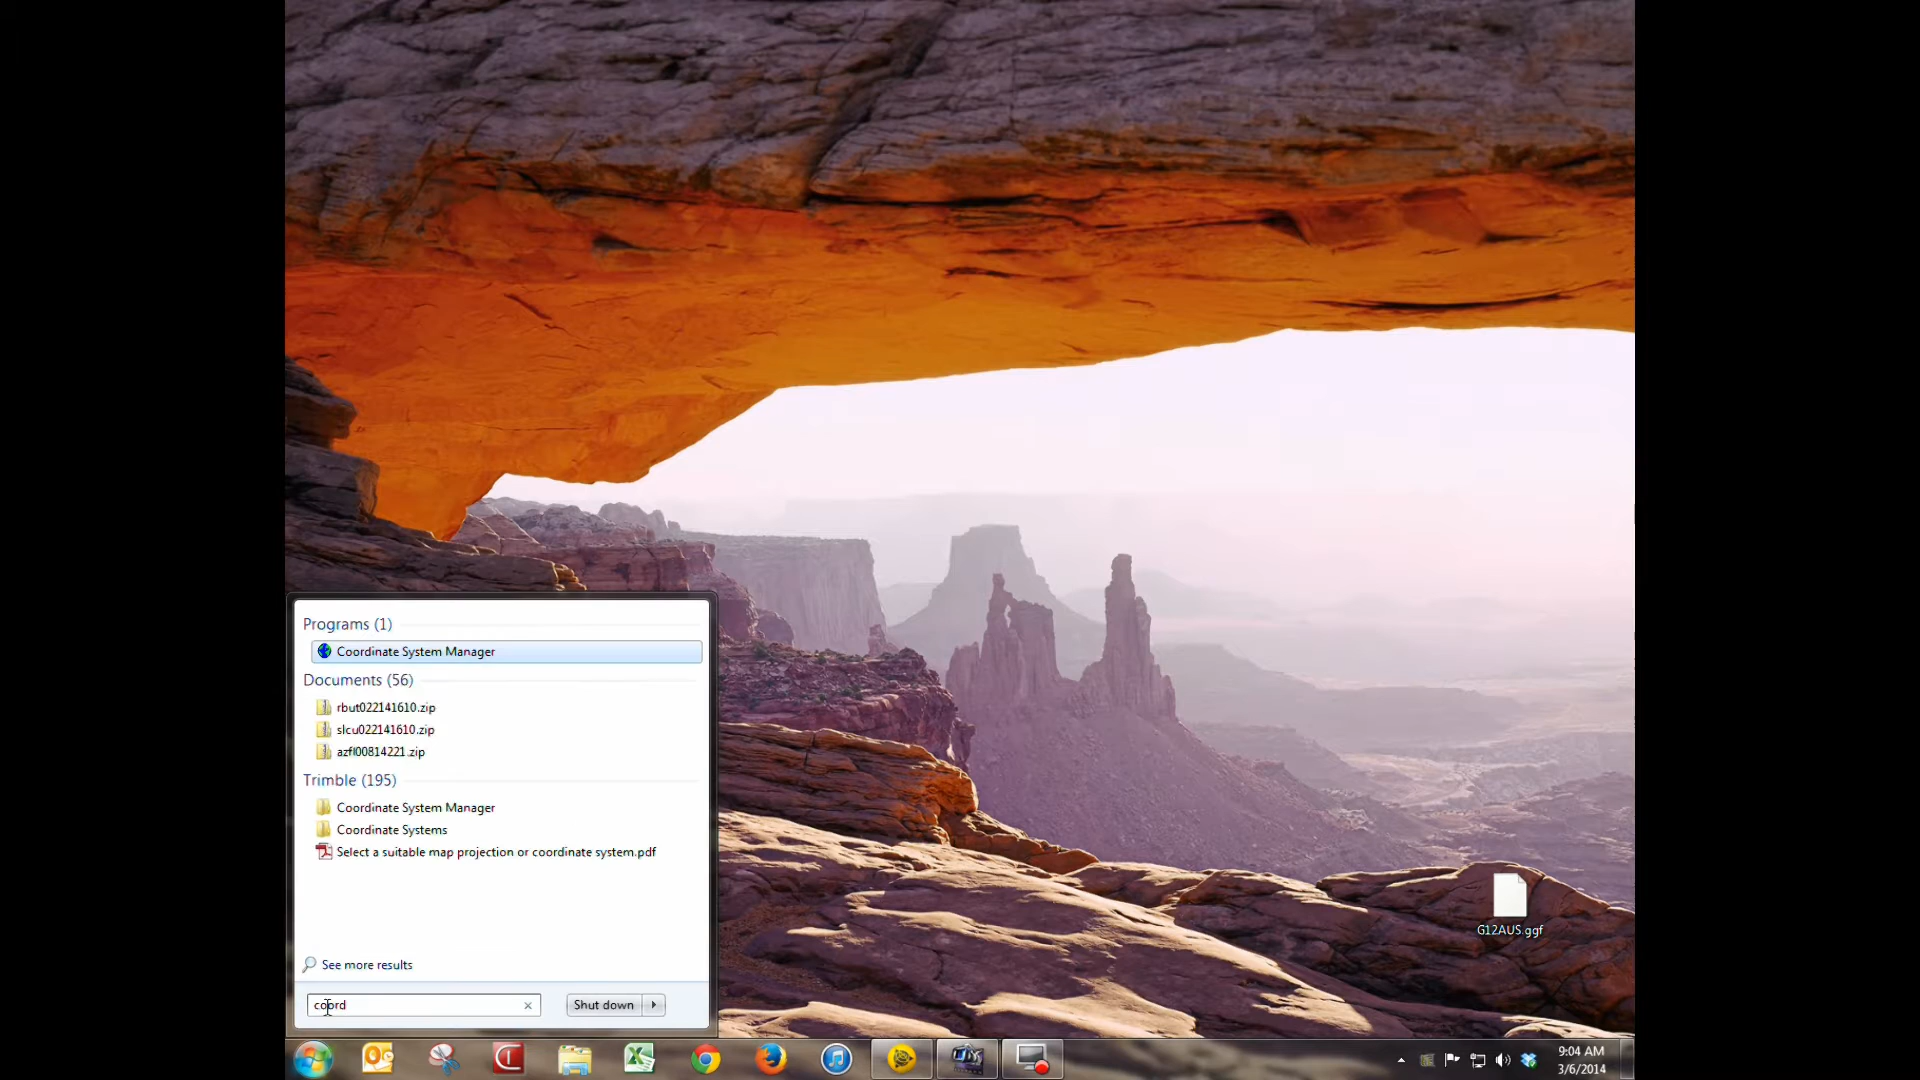 Programs (1)
Coordinate System Manager
Documents (56)
rbut022141610.zip
slcu022141610.zip
azfl00814221.zip
Trimble (195)
Coordinate System Manager
Coordinate Systems
Select a suitable map projection or coordinate system.pdf
See more results
coord
Shut down
G12AUS.ggf
9:04 AM
3/6/2014